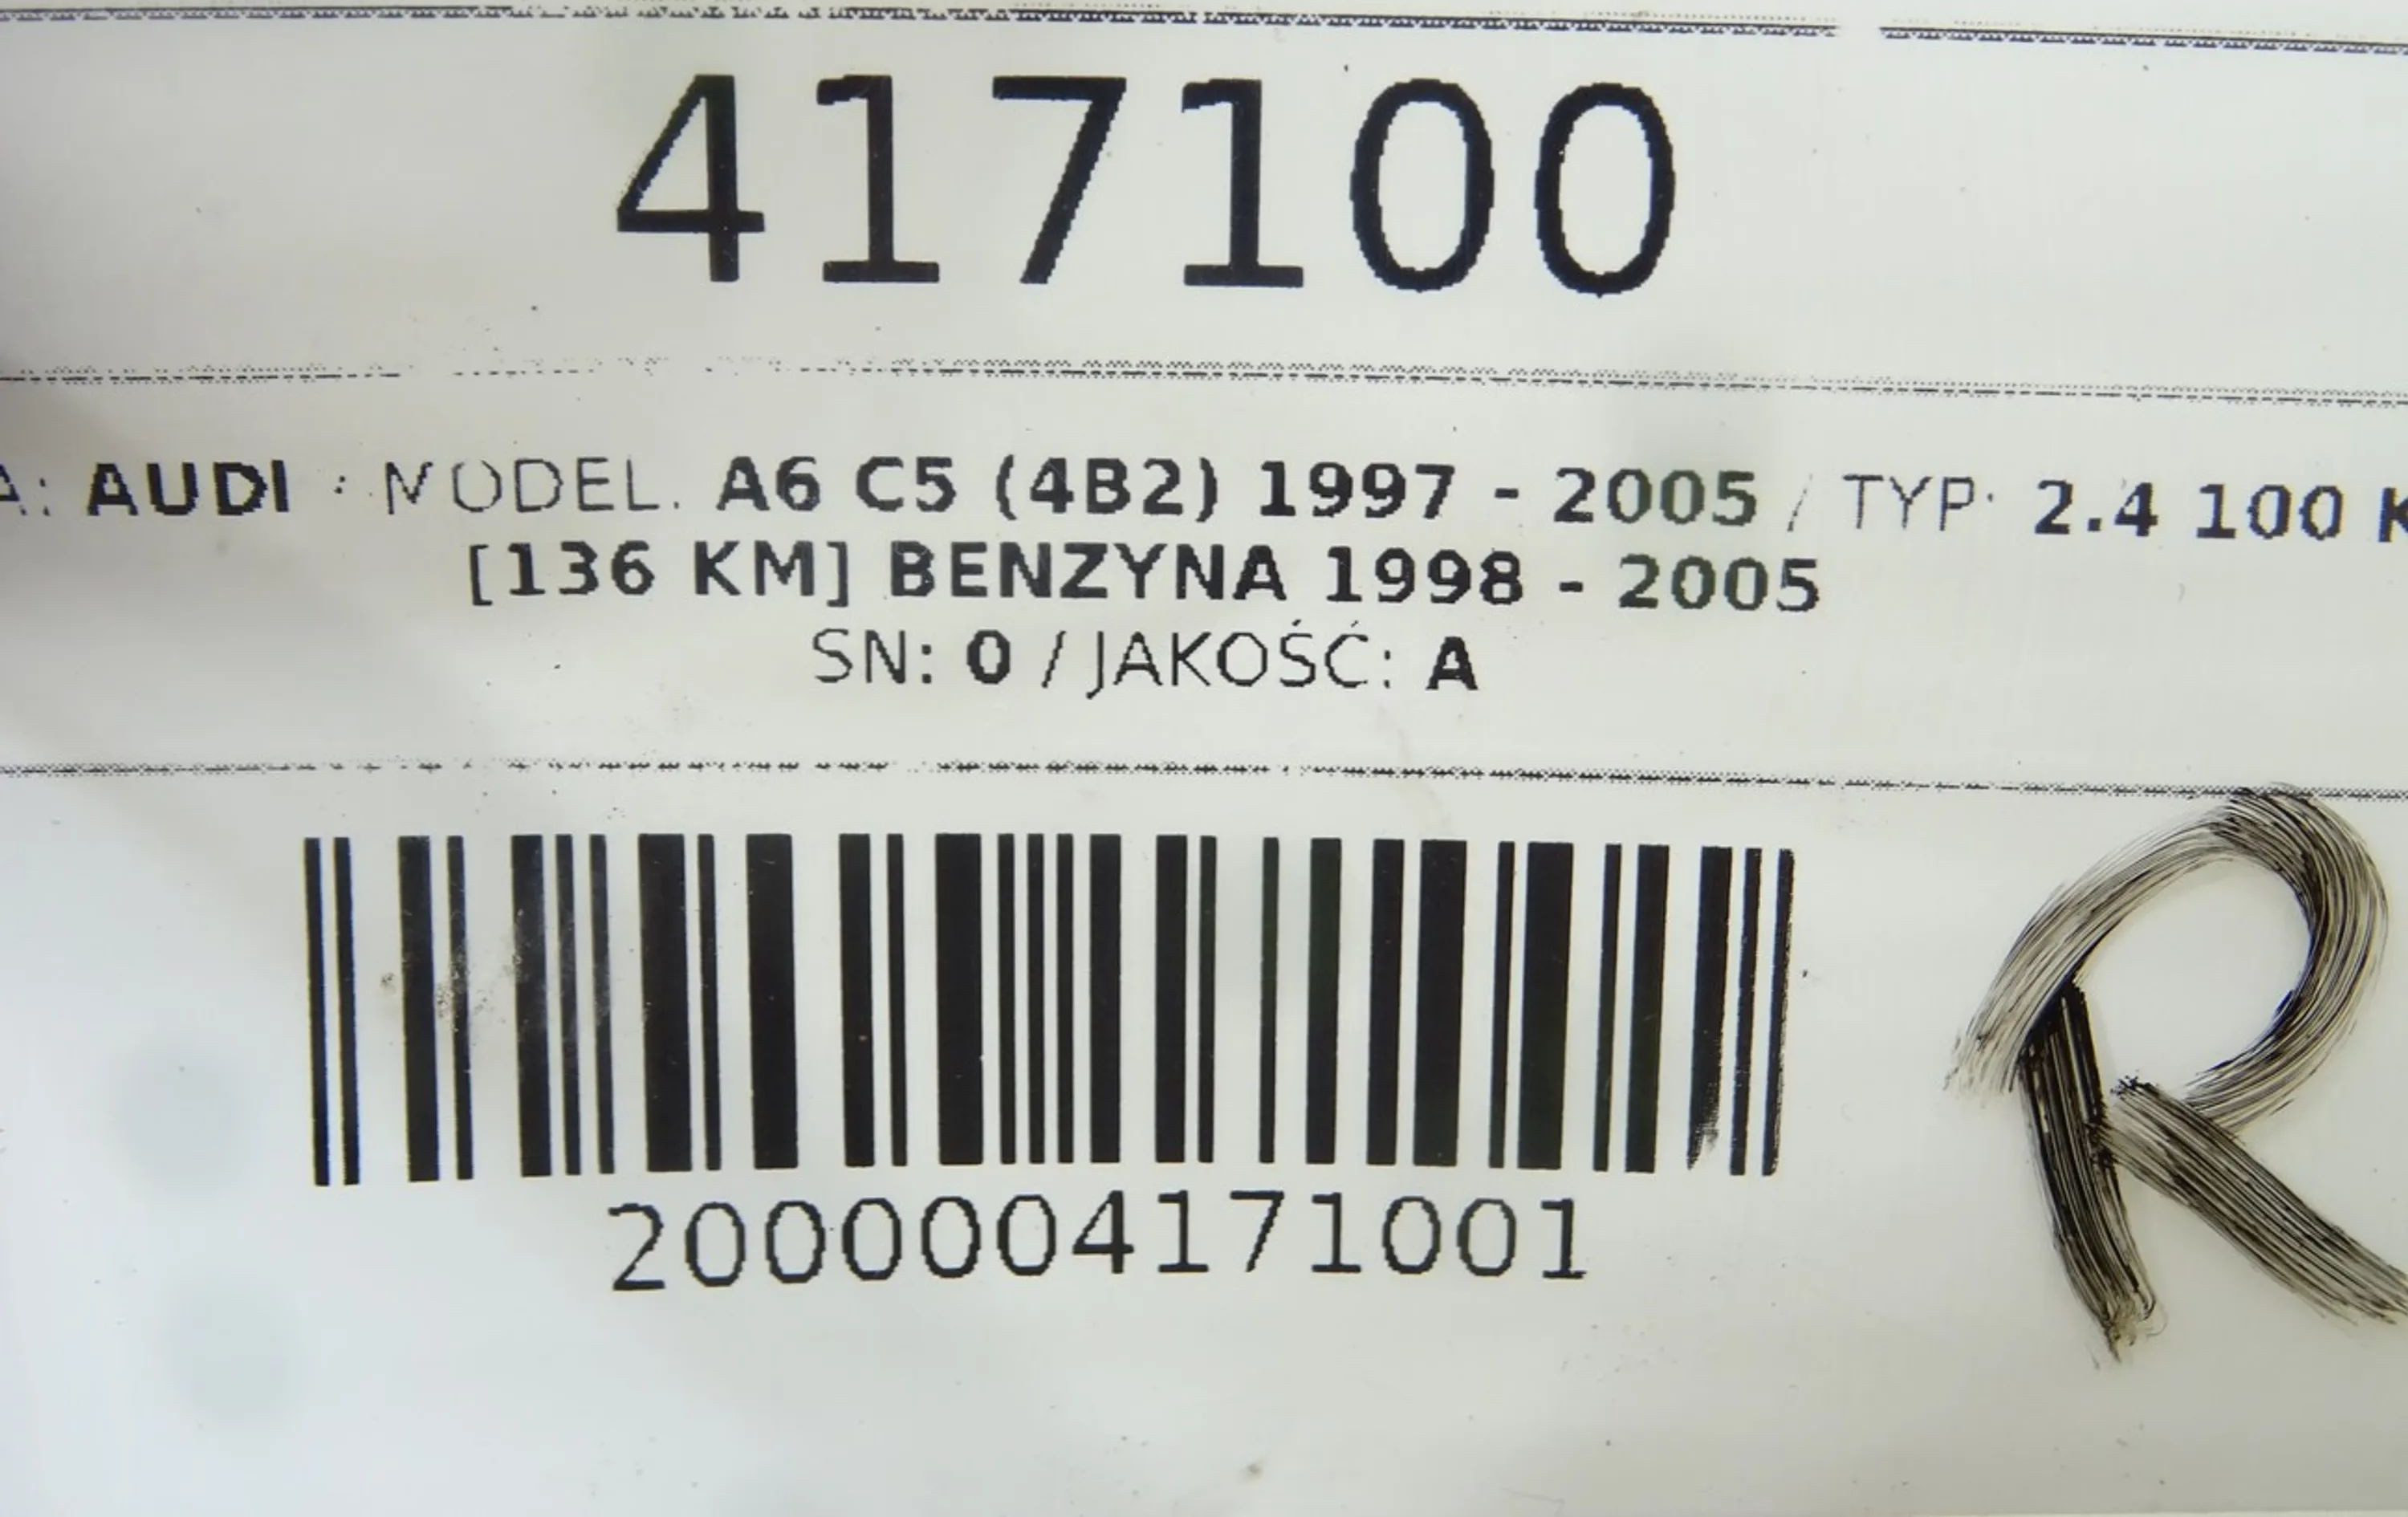 417100
A: AUDI / MODEL: A6 C5 (4B2) 1997 - 2005 / TYP: 2.4 100 K
[136 KM] BENZYNA 1998 - 2005
SN: 0 / JAKOŚĆ: A
2000004171001
R